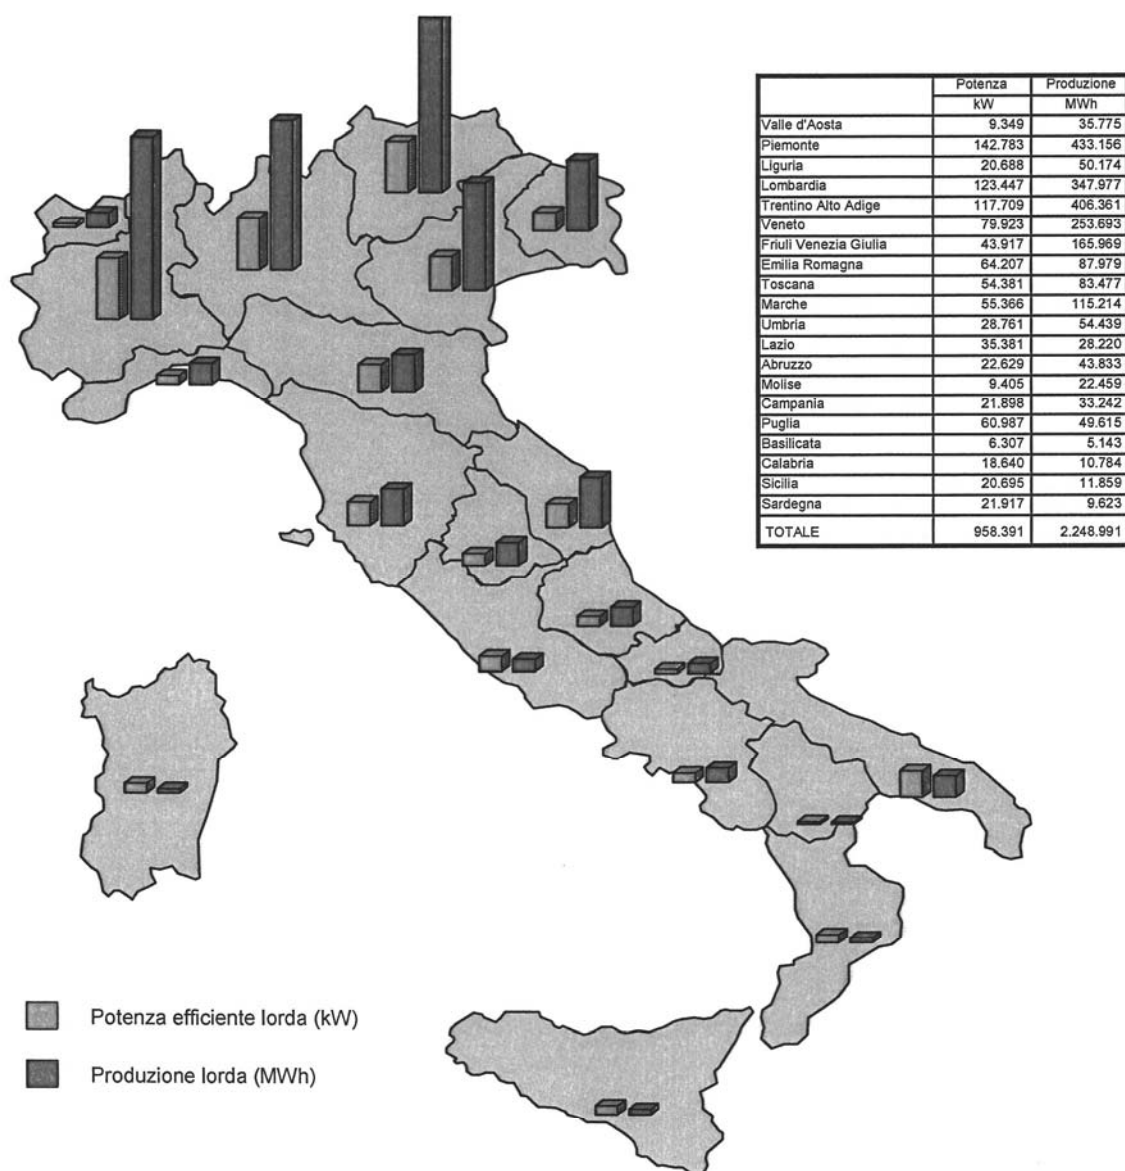 Potenza Produzione
kW MWh
Valle d'Aosta 9.349 35.775
Piemonte 142.783 433.156
Liguria 20.688 50.174
Lombardia 123.447 347.977
Trentino Alto Adige 117.709 406.361
Veneto 79.923 253.693
Friuli Venezia Giulia 43.917 165.969
Emilia Romagna 64.207 87.979
Toscana 54.381 83.477
Marche 55.366 115.214
Umbria 28.761 54.439
Lazio 35.381 28.220
Abruzzo 22.629 43.833
Molise 9.405 22.459
Campania 21.898 33.242
Puglia 60.987 49.615
Basilicata 6.307 5.143
Calabria 18.640 10.784
Sicilia 20.695 11.859
Sardegna 21.917 9.623
TOTALE 958.391 2.248.991
Potenza efficiente lorda (kW)
Produzione lorda (MWh)